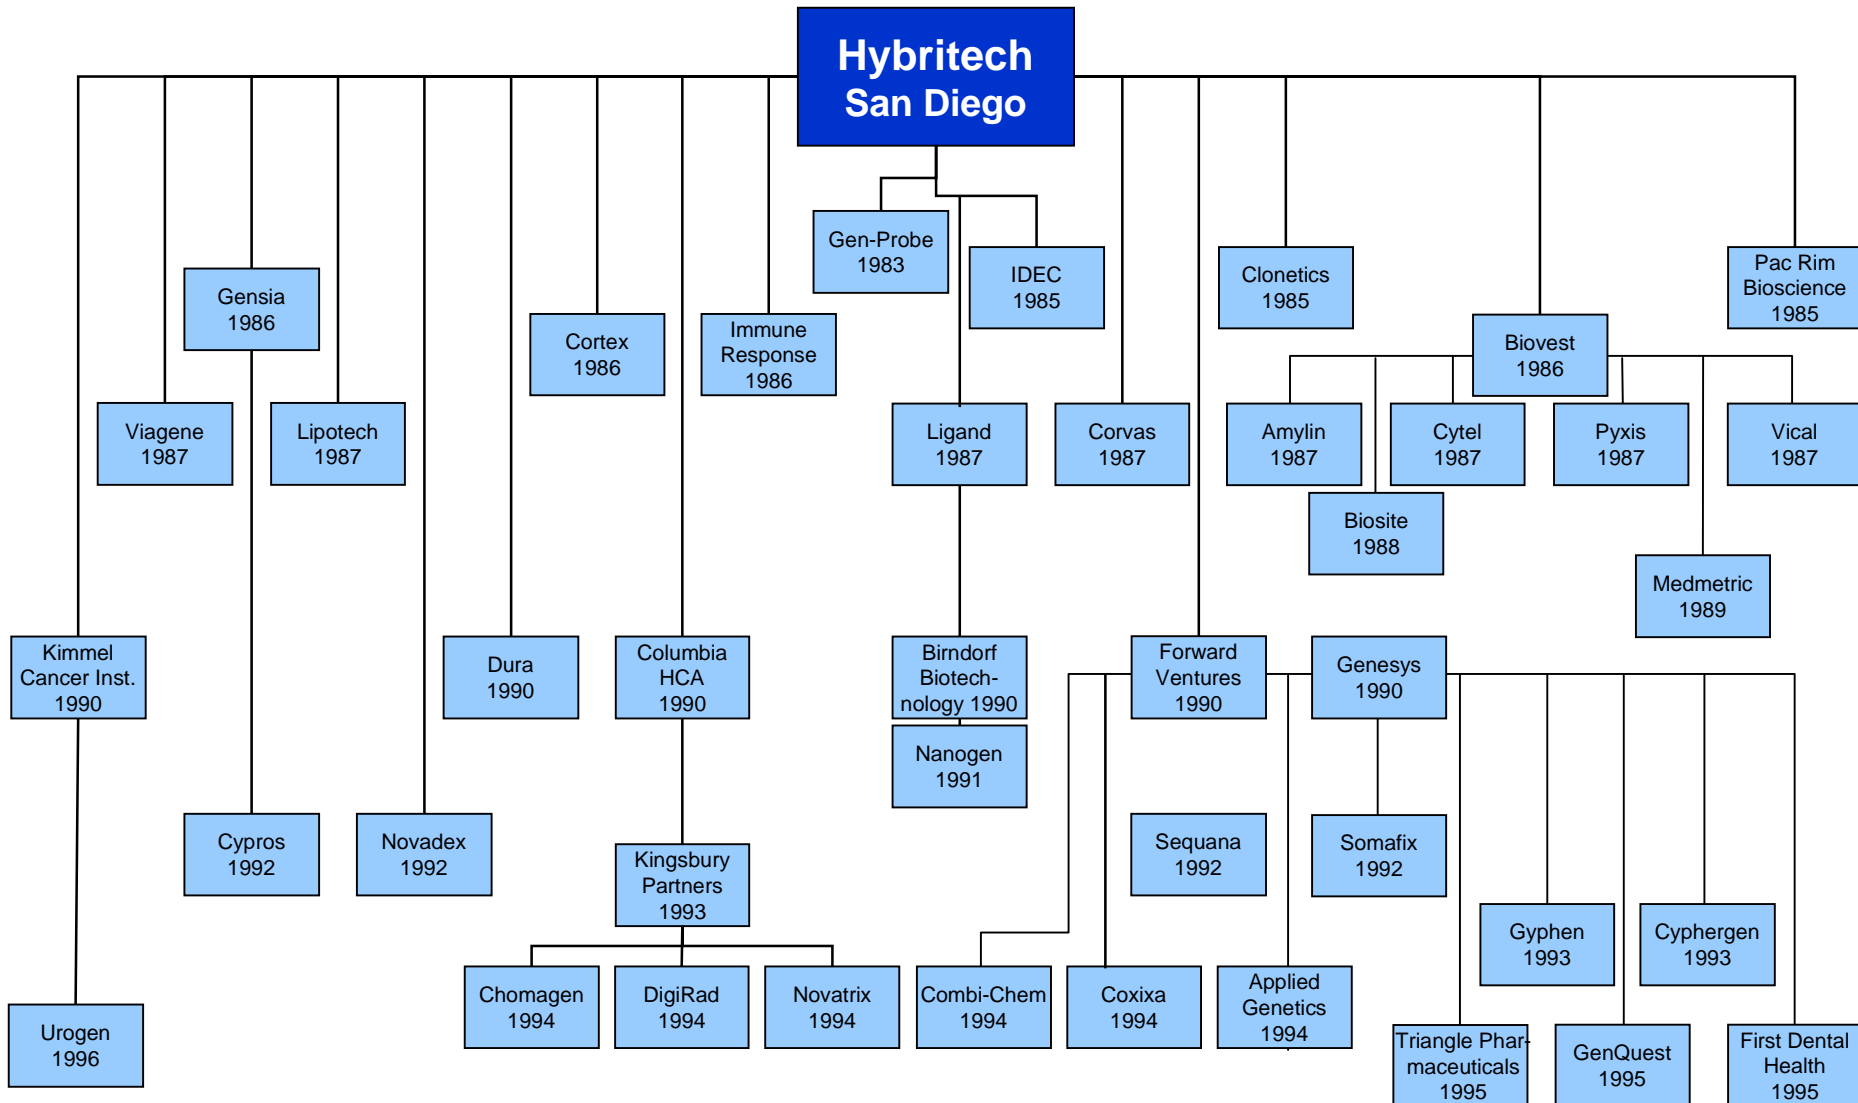 Hybritech
San Diego
Gen-Probe
1983
IDEC
1985
Clonetics
1985
Pac Rim
Bioscience
1985
Gensia
1986
Cortex
1986
Immune
Response
1986
Biovest
1986
Viagene
1987
Lipotech
1987
Ligand
1987
Corvas
1987
Amylin
1987
Cytel
1987
Pyxis
1987
Vical
1987
Biosite
1988
Medmetric
1989
Kimmel
Cancer Inst.
1990
Dura
1990
Columbia
HCA
1990
Birndorf
Biotech-
nology 1990
Forward
Ventures
1990
Genesys
1990
Nanogen
1991
Cypros
1992
Novadex
1992
Kingsbury
Partners
1993
Sequana
1992
Somafix
1992
Gyphen
1993
Cyphergen
1993
Chomagen
1994
DigiRad
1994
Novatrix
1994
Combi-Chem
1994
Coxixa
1994
Applied
Genetics
1994
Urogen
1996
Triangle Phar-
maceuticals
1995
GenQuest
1995
First Dental
Health
1995